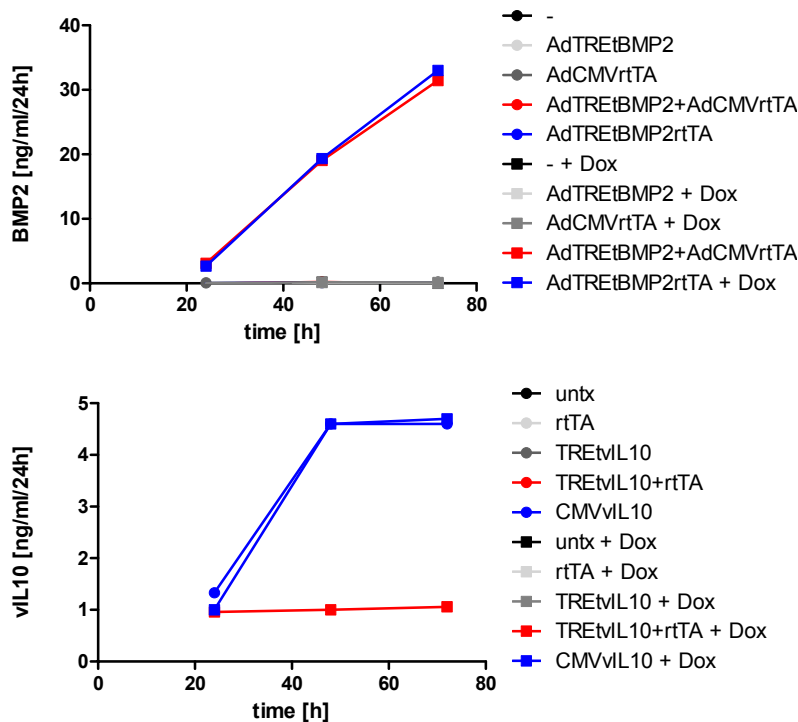 BMP2 [ng/ml/24h]
40
30
20
10
0
0 20 40 60 80
time [h]
-
AdTREtBMP2
AdCMVrtTA
AdTREtBMP2+AdCMVrtTA
AdTREtBMP2rtTA
- + Dox
AdTREtBMP2 + Dox
AdCMVrtTA + Dox
AdTREtBMP2+AdCMVrtTA
AdTREtBMP2rtTA + Dox
vIL10 [ng/ml/24h]
5
4
3
2
1
0
0 20 40 60 80
time [h]
untx
rtTA
TREtvIL10
TREtvIL10+rtTA
CMVvIL10
untx + Dox
rtTA + Dox
TREtvIL10 + Dox
TREtvIL10+rtTA + Dox
CMVvIL10 + Dox